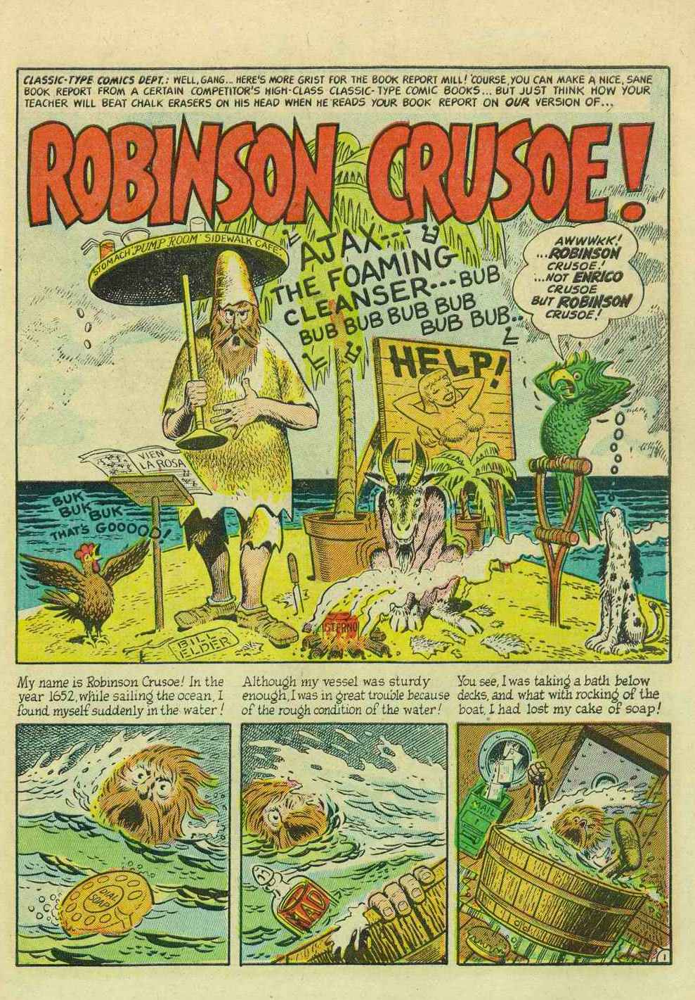 CLASSIC-TYPE COMICS DEPT.: WELL, GANG... HERE'S MORE GRIST FOR THE BOOK REPORT MILL! 'COURSE, YOU CAN MAKE A NICE, SANE
BOOK REPORT FROM A CERTAIN COMPETITOR'S HIGH-CLASS CLASSIC-TYPE COMIC BOOKS... BUT JUST THINK HOW YOUR
TEACHER WILL BEAT CHALK ERASERS ON HIS HEAD WHEN HE READS YOUR BOOK REPORT ON OUR VERSION OF...
ROBINSON CRUSOE!
STOMACH 'PUMP ROOM' SIDEWALK CAFE
AJAX---
THE FOAMING
CLEANSER---BUB
BUB BUB BUB BUB
BUB BUB..
AWWWKK!
...ROBINSON
CRUSOE!
...NOT ENRICO
CRUSOE
BUT ROBINSON
CRUSOE!
HELP!
VIEN
LA ROSA
BUK
BUK
BUK BUK
THAT'S GOOOOD!
STERNO
BILL
ELDER
My name is Robinson Crusoe! In the
year 1652, while sailing the ocean, I
found myself suddenly in the water!
Although my vessel was sturdy
enough, I was in great trouble because
of the rough condition of the water!
You see, I was taking a bath below
decks, and what with rocking of the
boat, I had lost my cake of soap!
DIAL
SOAP
MAD
MAIL
1